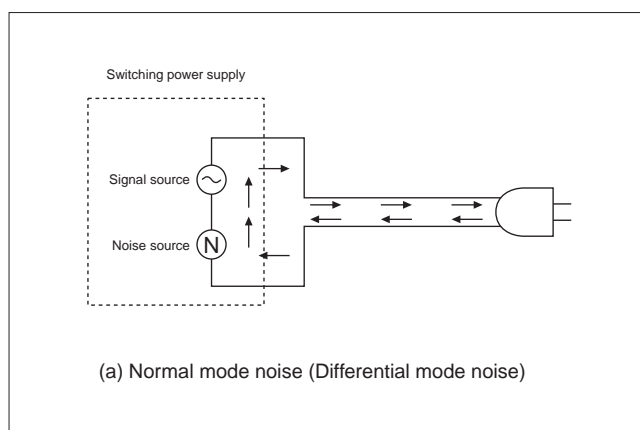 Switching power supply
Signal source
Noise source
N
(a) Normal mode noise (Differential mode noise)